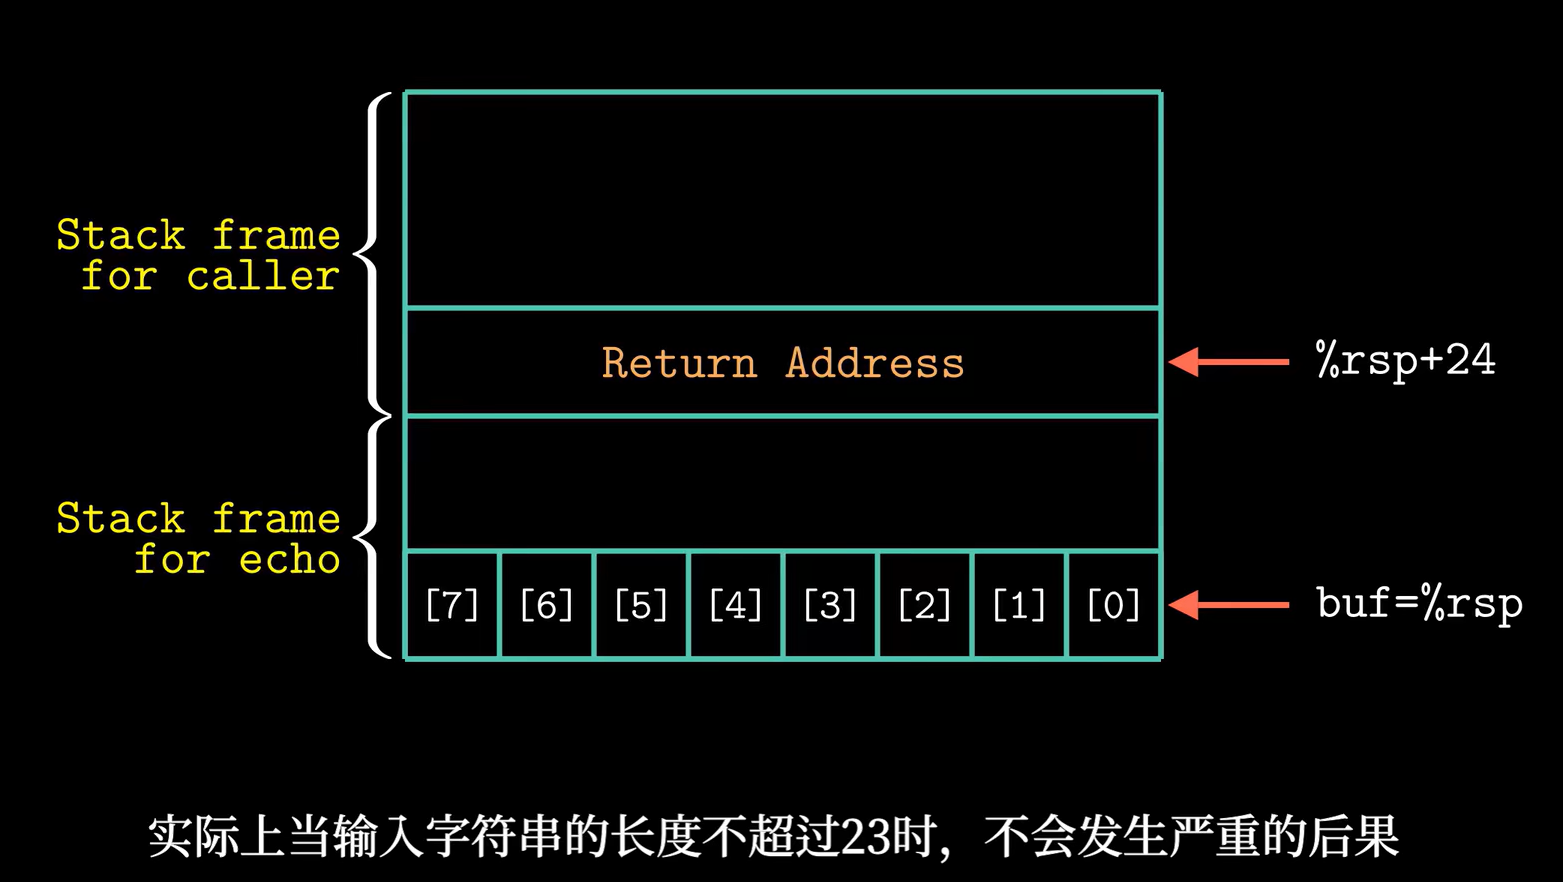 Stack frame
for caller
Return Address
%rsp+24
Stack frame
for echo
[7] [6] [5] [4] [3] [2] [1] [0]
buf=%rsp
实际上当输入字符串的长度不超过23时，不会发生严重的后果